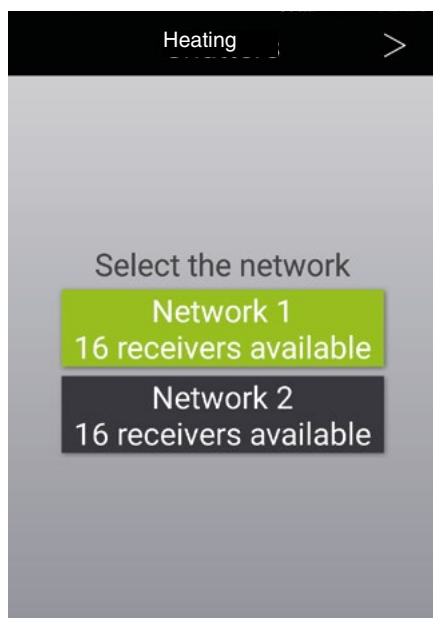 Heating >
Select the network
Network 1
16 receivers available
Network 2
16 receivers available